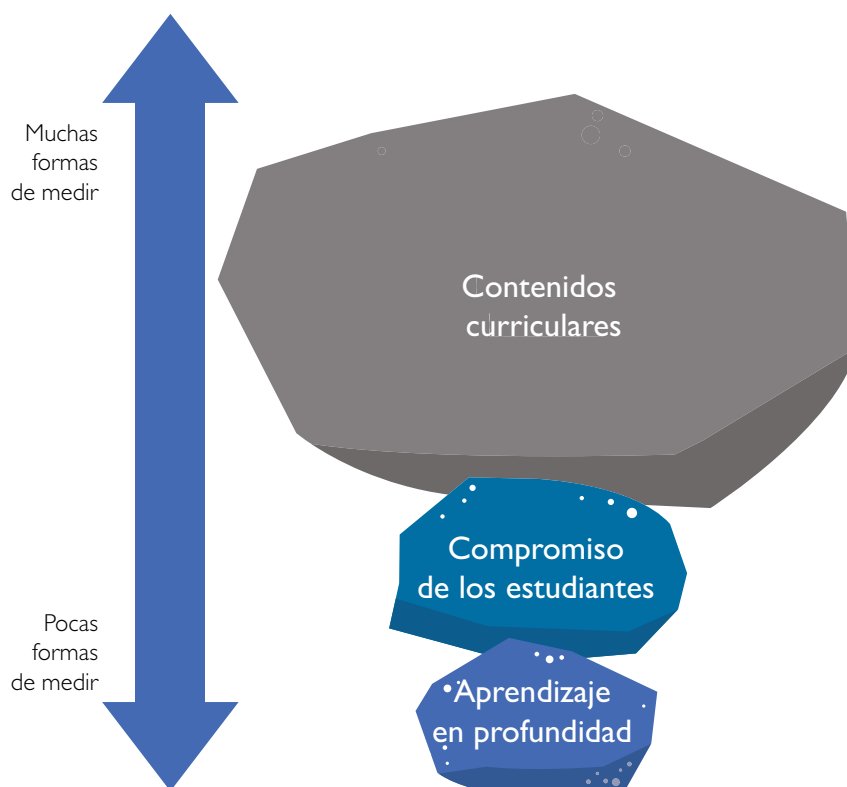 Muchas
formas
de medir
Contenidos
curriculares
Compromiso
de los estudiantes
Pocas
formas
de medir
Aprendizaje
en profundidad